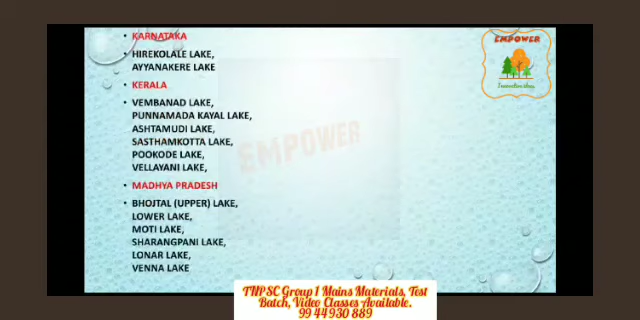 KARNATAKA
HIREKOLALE LAKE,
AYYANAKERE LAKE
KERALA
VEMBANAD LAKE,
PUNNAMADA KAYAL LAKE,
ASHTAMUDI LAKE,
SASTHAMKOTTA LAKE,
POOKODE LAKE,
VELLAYANI LAKE,
MADHYA PRADESH
BHOJTAL (UPPER) LAKE,
LOWER LAKE,
MOTI LAKE,
SHARANGPANI LAKE,
LONAR LAKE,
VENNA LAKE
EMPOWER
EMPOWER
TNPSC Group 1 Mains Materials, Test
Batch, Video Classes Available.
99 44 930 889